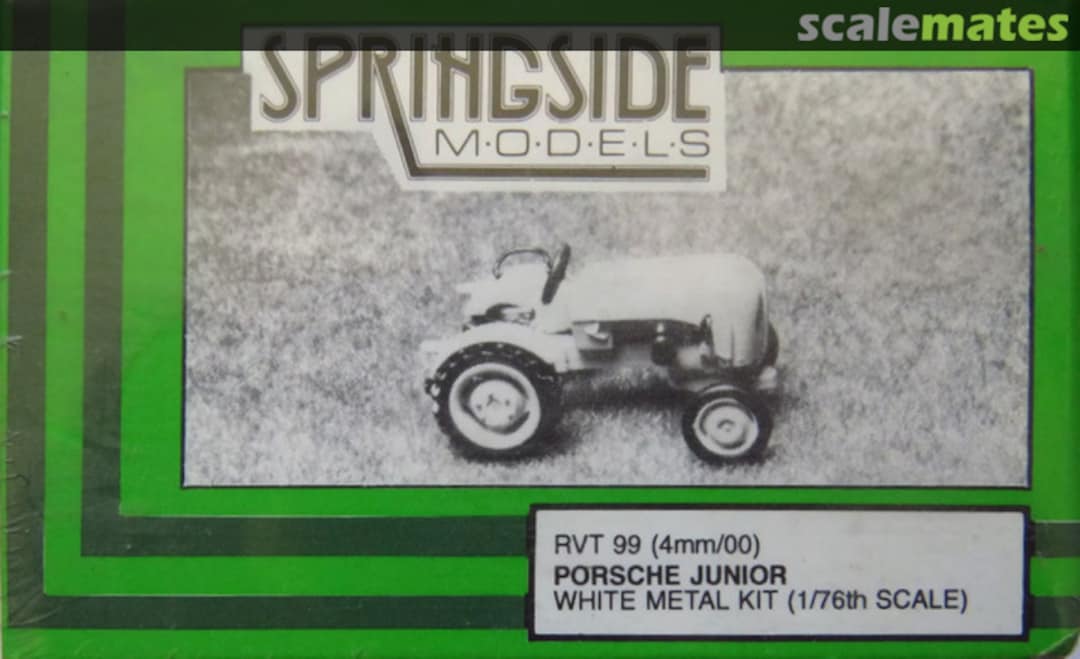 scalemates
SPRINGSIDE
M·O·D·E·L·S
RVT 99 (4mm/00)
PORSCHE JUNIOR
WHITE METAL KIT (1/76th SCALE)